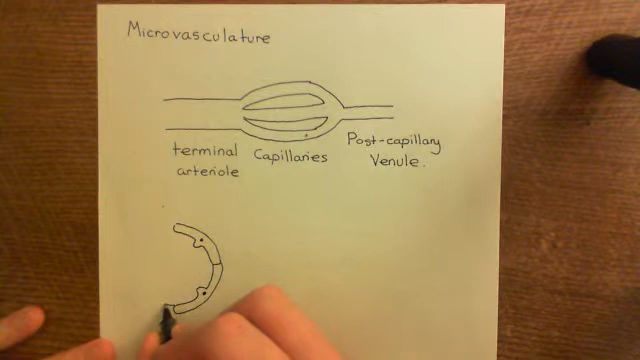 Microvasculature
terminal
arteriole
Capillaries
Post-capillary
Venule.